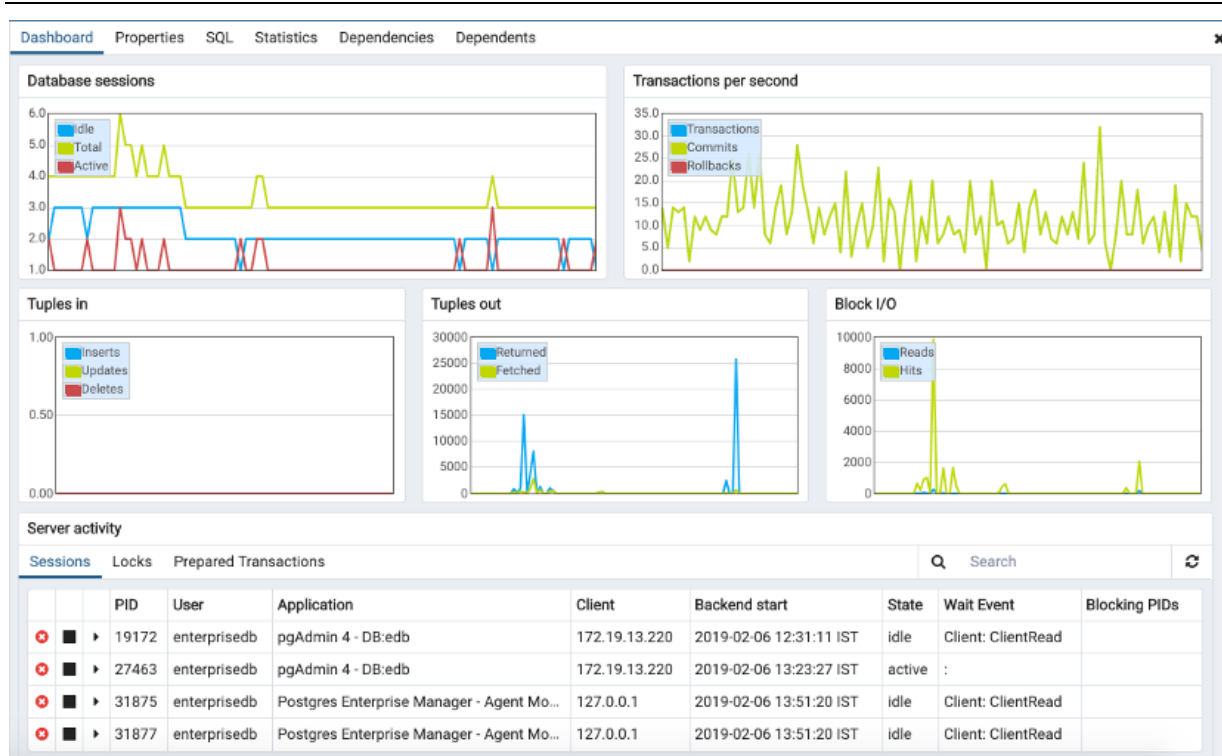 Dashboard Properties SQL Statistics Dependencies Dependents
Database sessions
6.0
5.0
4.0
3.0
2.0
1.0
Idle
Total
Active
Transactions per second
35.0
30.0
25.0
20.0
15.0
10.0
5.0
0.0
Transactions
Commits
Rollbacks
Tuples in
1.00
0.50
0.00
Inserts
Updates
Deletes
Tuples out
30000
25000
20000
15000
10000
5000
0
Returned
Fetched
Block I/O
10000
8000
6000
4000
2000
0
Reads
Hits
Server activity
Sessions Locks Prepared Transactions Search
PID User Application Client Backend start State Wait Event Blocking PIDs
19172 enterprisedb pgAdmin 4 - DB:edb 172.19.13.220 2019-02-06 12:31:11 IST idle Client: ClientRead
27463 enterprisedb pgAdmin 4 - DB:edb 172.19.13.220 2019-02-06 13:23:27 IST active :
31875 enterprisedb Postgres Enterprise Manager - Agent Mo... 127.0.0.1 2019-02-06 13:51:20 IST idle Client: ClientRead
31877 enterprisedb Postgres Enterprise Manager - Agent Mo... 127.0.0.1 2019-02-06 13:51:20 IST idle Client: ClientRead